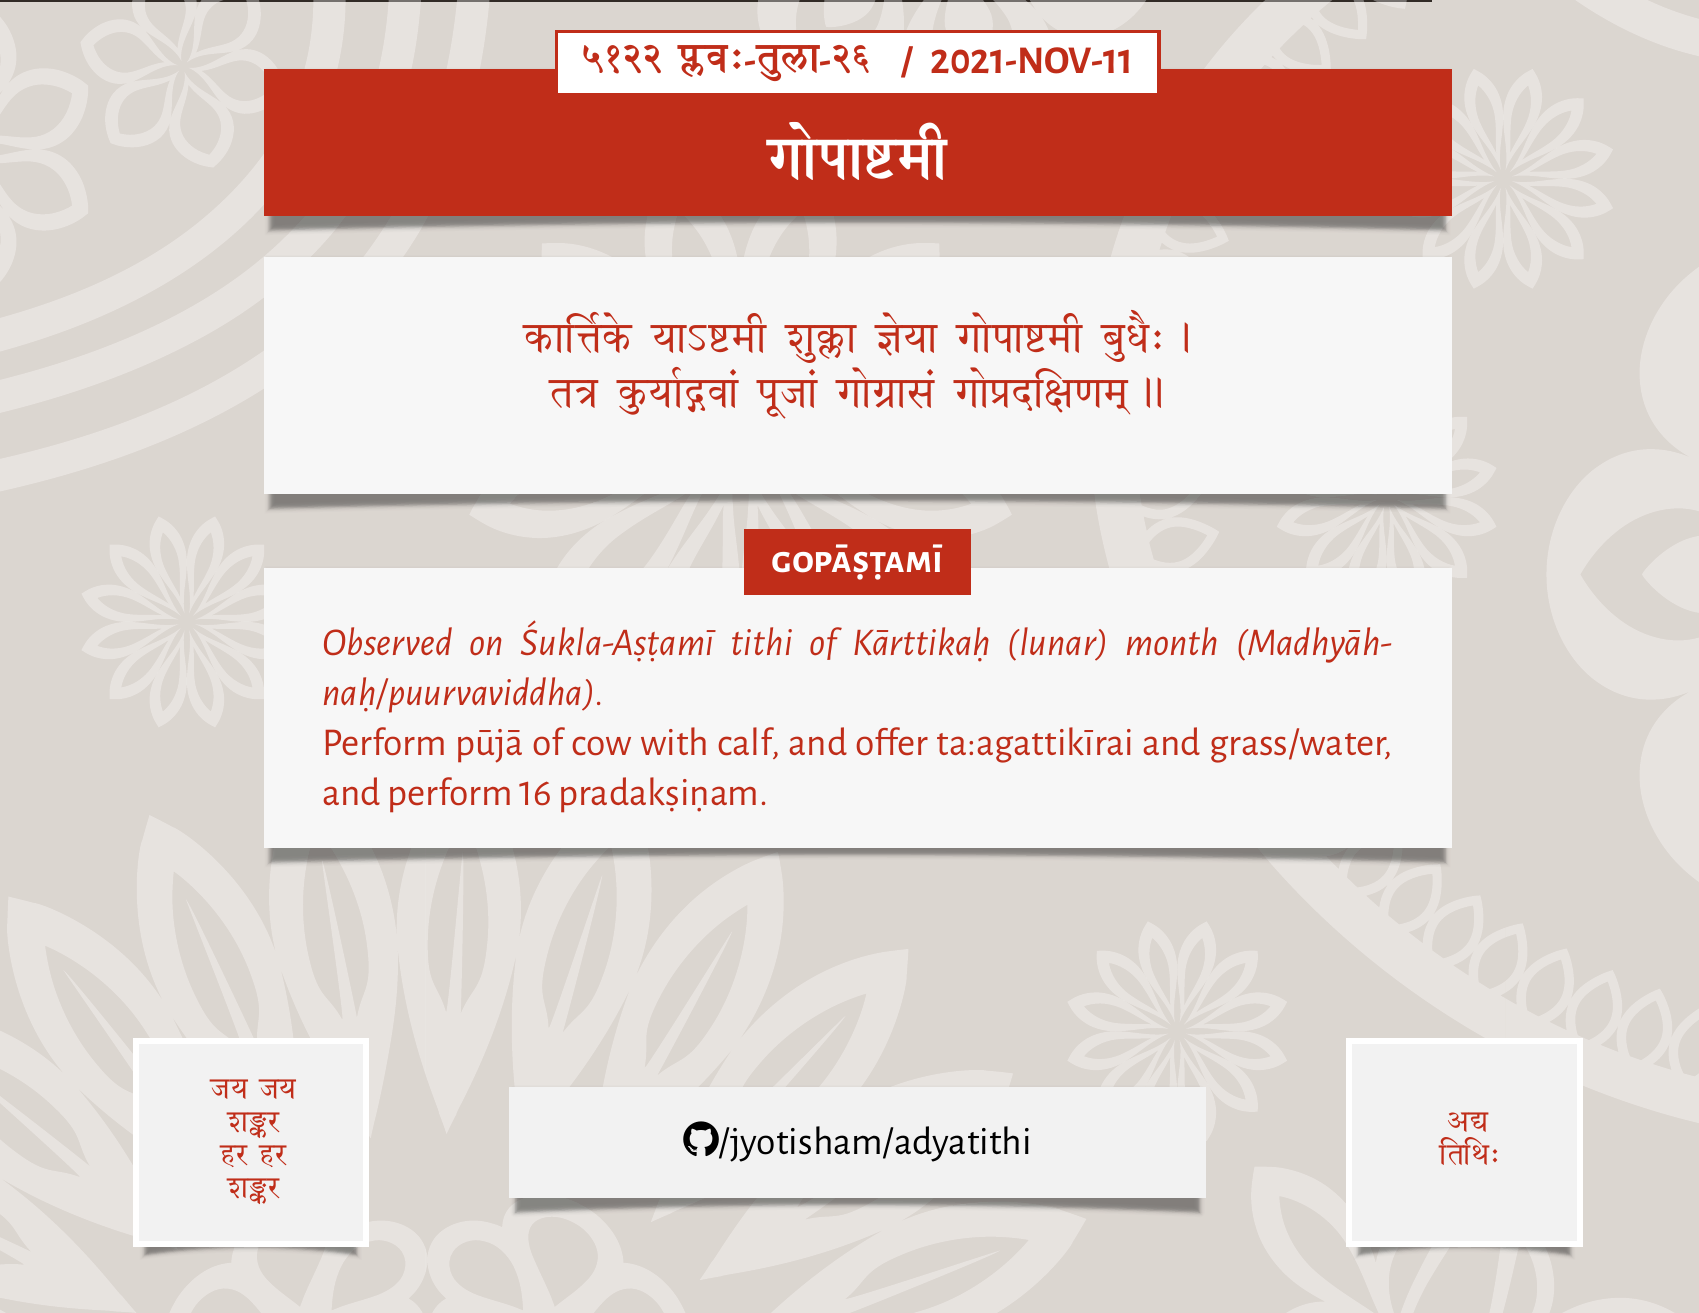 ५१२२ प्लवः-तुला-२६ / 2021-NOV-11
गोपाष्टमी
कार्त्तिके याऽष्टमी शुक्ला ज्ञेया गोपाष्टमी बुधैः ।
तत्र कुर्याद्गवां पूजां गोग्रासं गोप्रदक्षिणम् ॥
GOPĀṢṬAMĪ
Observed on Śukla-Aṣṭamī tithi of Kārttikaḥ (lunar) month (Madhyāh-
naḥ/puurvaviddha).
Perform pūjā of cow with calf, and offer ta:agattikīrai and grass/water,
and perform 16 pradakṣiṇam.
जय जय
शङ्कर
हर हर
शङ्कर
/jyotisham/adyatithi
अद्य
तिथिः